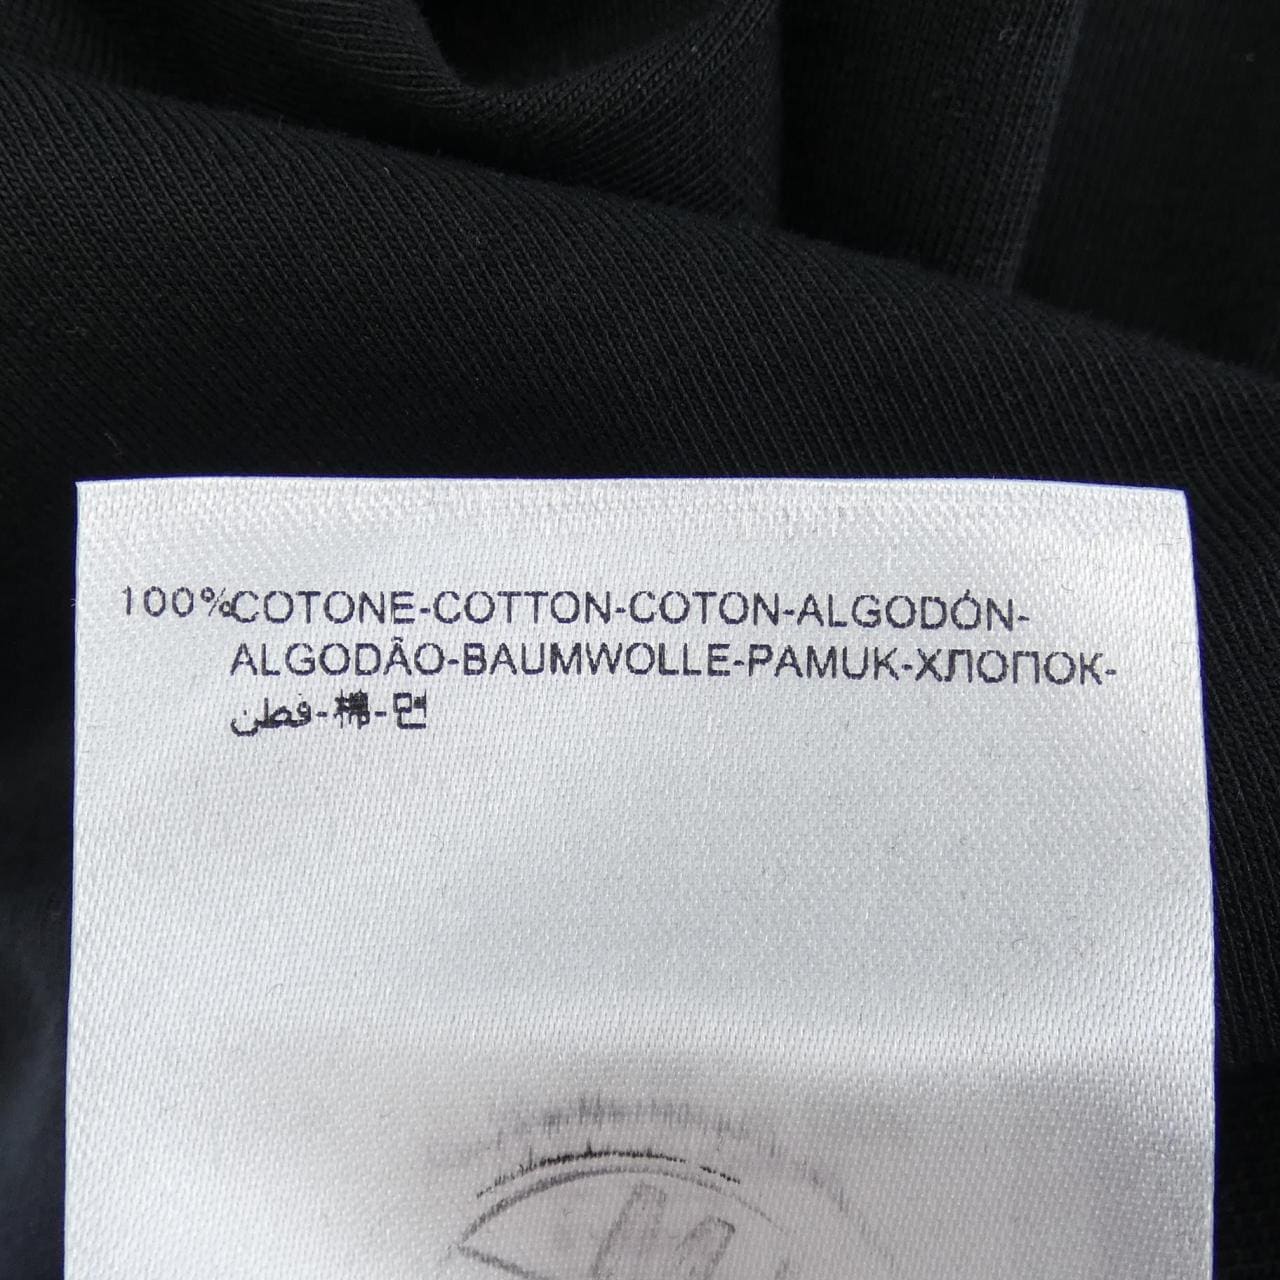 100%COTONE-COTTON-COTON-ALGODÓN-
ALGODÃO-BAUMWOLLE-PAMUK-ХЛОПОК-
قطن-棉-면